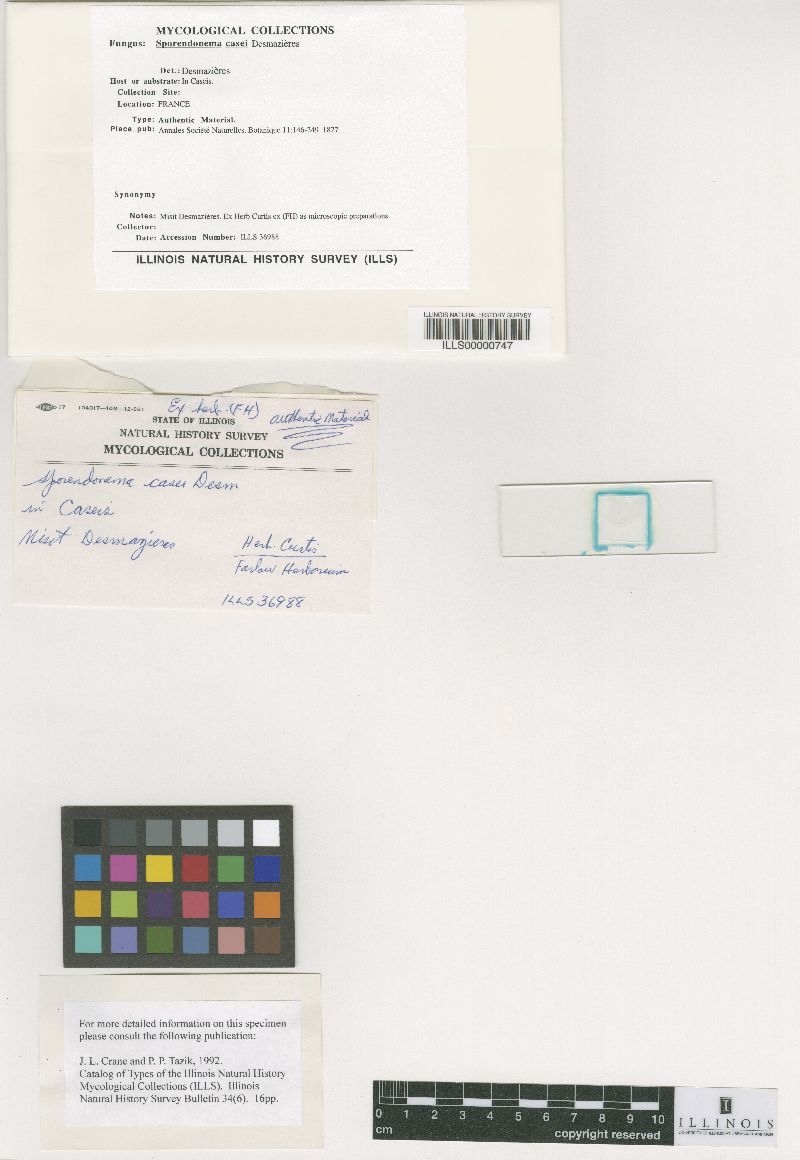 MYCOLOGICAL COLLECTIONS
Fungus: Sporendonema casei Desmazières
Det.: Desmazières
Host or substrate: In Caseis.
Collection Site:
Location: FRANCE
Type: Authentic Material.
Place pub: Annales Société Naturelles. Botanique 11:146-249 1827
Synonymy
Notes: Misit Desmazières. Ex Herb Curtis ex (FH) as microscopic preparations.
Collector:
Date: Accession Number: ILLS 36988
ILLINOIS NATURAL HISTORY SURVEY (ILLS)
ILLINOIS NATURAL HISTORY SURVEY
ILLS00000747
Ex herb. (FH)
authentic Material
STATE OF ILLINOIS
NATURAL HISTORY SURVEY
MYCOLOGICAL COLLECTIONS
Sporendonema casei Desm
in Caseis
Misit Desmazieres
Herb. Curtis
Farlow Herbarium
ILLS 36988
For more detailed information on this specimen
please consult the following publication:
J. L. Crane and P. P. Tazik, 1992.
Catalog of Types of the Illinois Natural History
Mycological Collections (ILLS). Illinois
Natural History Survey Bulletin 34(6). 16pp.
0 1 2 3 4 5 6 7 8 9 10
cm
copyright reserved
I
ILLINOIS
UNIVERSITY OF ILLINOIS AT URBANA-CHAMPAIGN